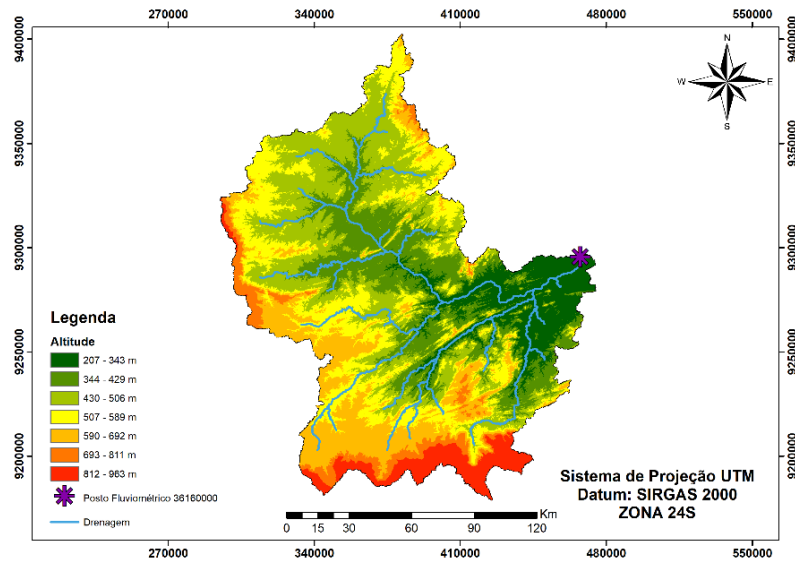 270000 340000 410000 480000 550000
9400000 9400000
N
W E
S
9350000 9350000
9300000 9300000
9250000 9250000
9200000 9200000
Legenda
Altitude
207 - 343 m
344 - 429 m
430 - 506 m
507 - 589 m
590 - 692 m
693 - 811 m
812 - 963 m
Posto Fluviométrico 36160000
Drenagem
Km
0 15 30 60 90 120
Sistema de Projeção UTM
Datum: SIRGAS 2000
ZONA 24S
270000 340000 410000 480000 550000